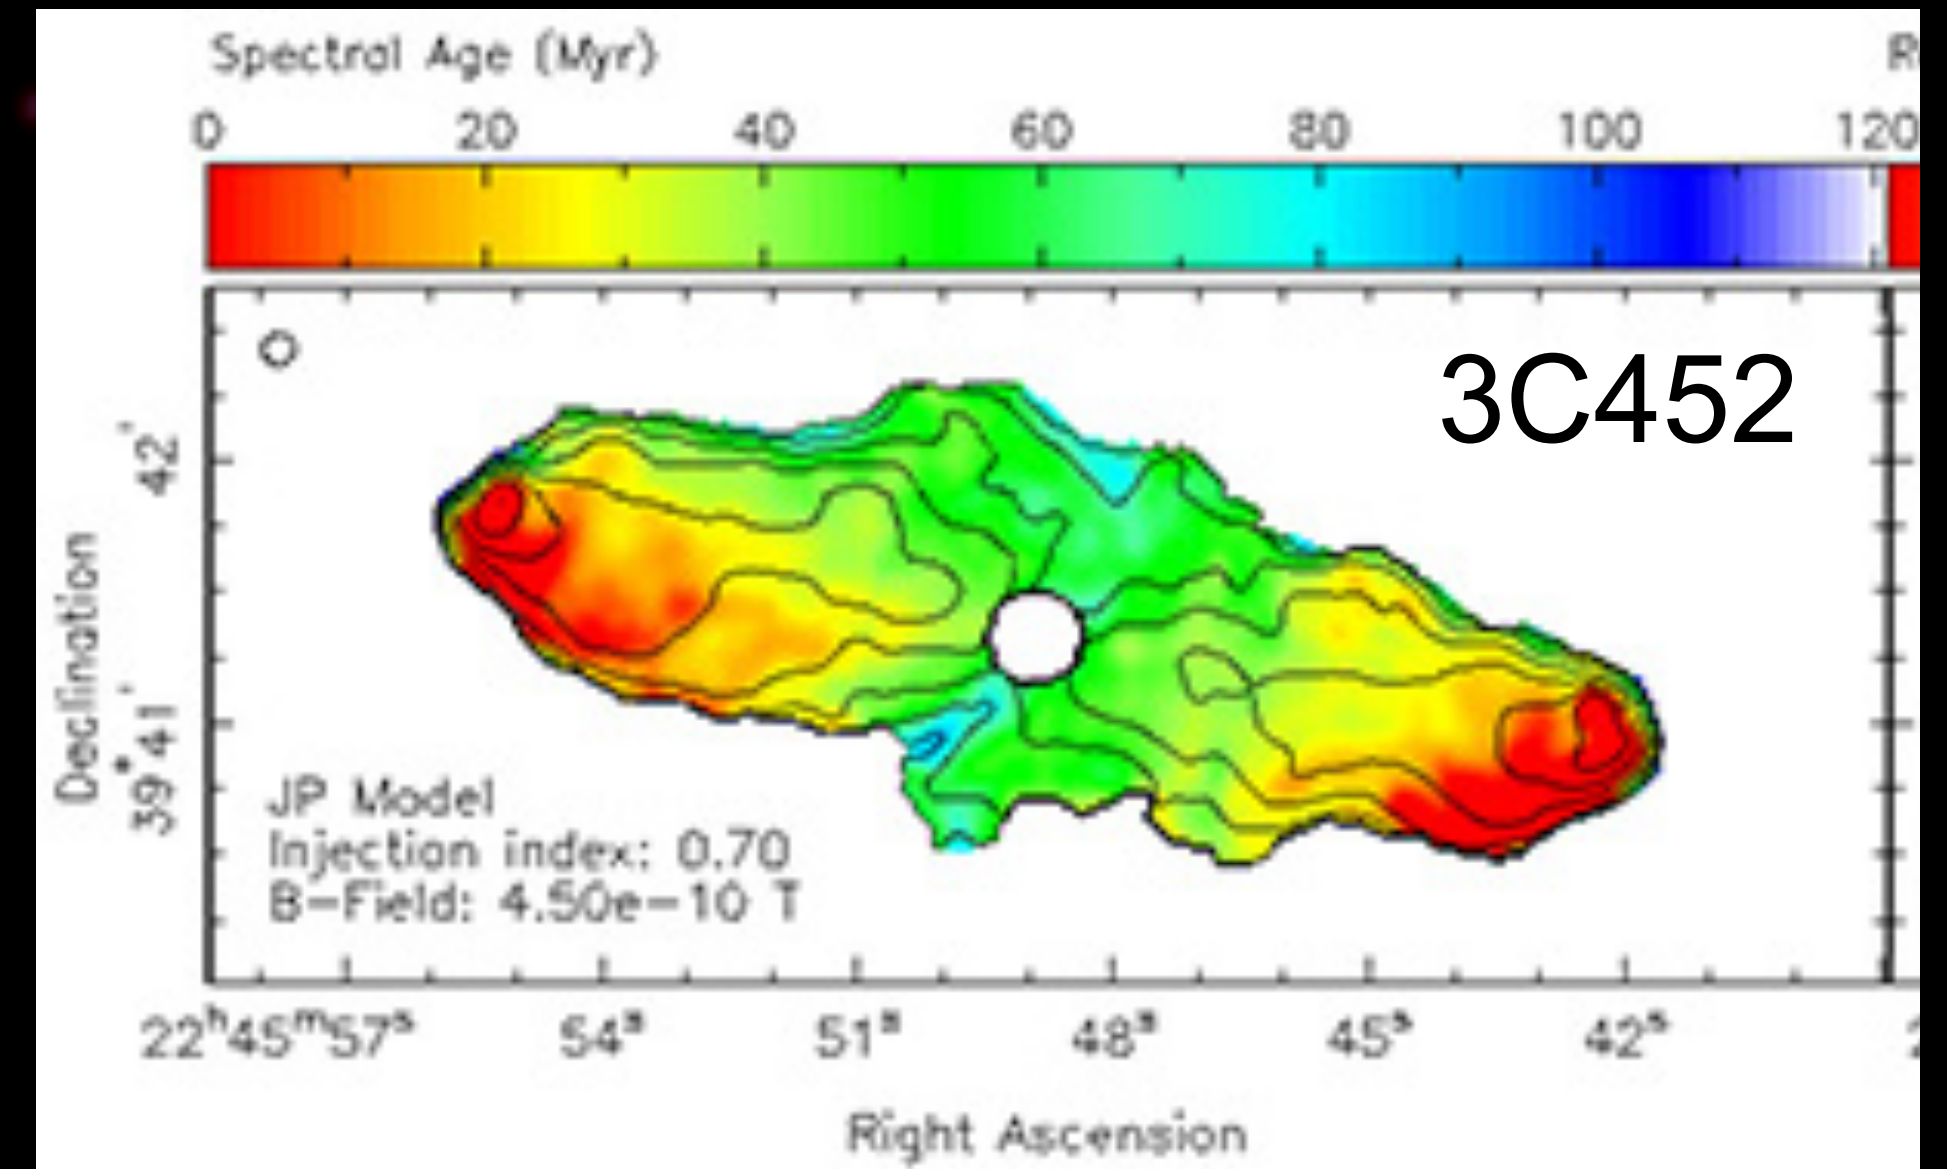 Spectral Age (Myr)
0 20 40 60 80 100 120
3C452
42'
39° 41'
Declination
JP Model
Injection index: 0.70
B-Field: 4.50e-10 T
22h45m57s 54s 51s 48s 45s 42s
Right Ascension